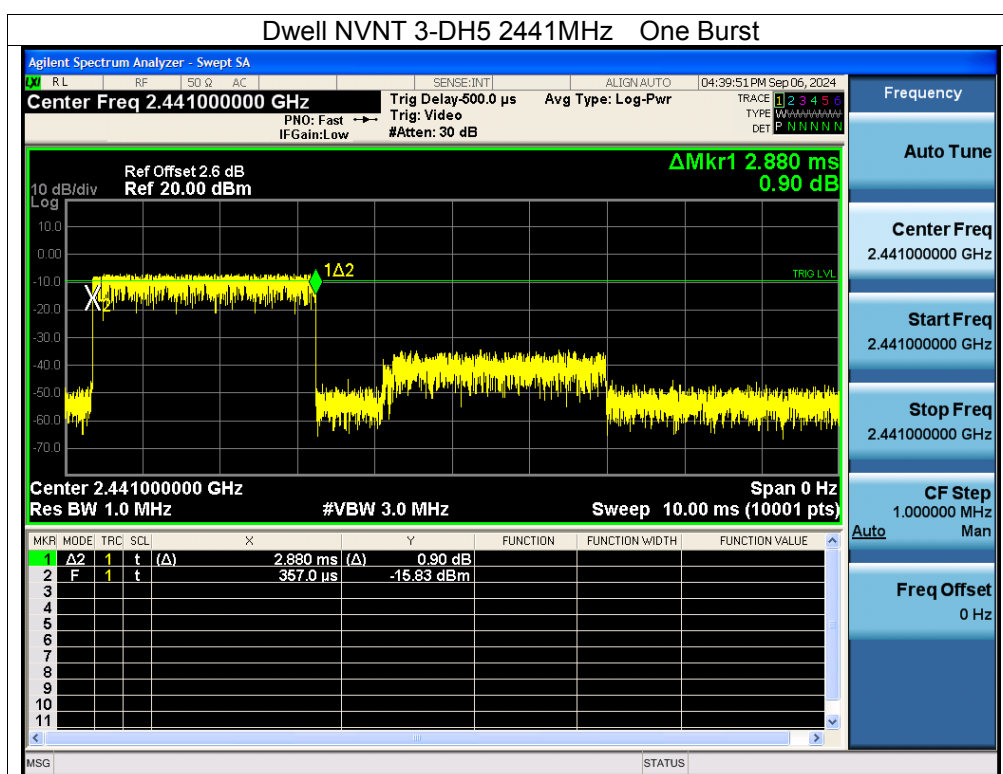 Dwell NVNT 3-DH5 2441MHz One Burst
Agilent Spectrum Analyzer - Swept SA
LXI RL RF 50 Ω AC SENSE:INT ALIGN AUTO 04:39:51 PM Sep 06, 2024
Center Freq 2.441000000 GHz Trig Delay-500.0 µs Avg Type: Log-Pwr TRACE 1 2 3 4 5 6
PNO: Fast Trig: Video TYPE WWWWWW
IFGain:Low #Atten: 30 dB DET P N N N N N
Frequency
Auto Tune
Center Freq
2.441000000 GHz
Start Freq
2.441000000 GHz
Stop Freq
2.441000000 GHz
CF Step
1.000000 MHz
Auto Man
Freq Offset
0 Hz
ΔMkr1 2.880 ms
0.90 dB
Ref Offset 2.6 dB
10 dB/div Ref 20.00 dBm
Log
10.0
0.00
-10.0
-20.0
-30.0
-40.0
-50.0
-60.0
-70.0
1Δ2
2
TRIG LVL
Center 2.441000000 GHz Span 0 Hz
Res BW 1.0 MHz #VBW 3.0 MHz Sweep 10.00 ms (10001 pts)
MKR MODE TRC SCL X Y FUNCTION FUNCTION WIDTH FUNCTION VALUE
1 Δ2 1 t (Δ) 2.880 ms (Δ) 0.90 dB
2 F 1 t 357.0 µs -15.83 dBm
3
4
5
6
7
8
9
10
11
MSG STATUS